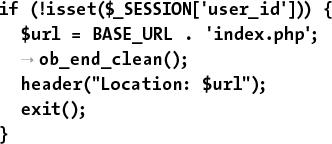 if (!isset($_SESSION['user_id'])) {
  $url = BASE_URL . 'index.php';
  → ob_end_clean();
  header("Location: $url");
  exit();
}